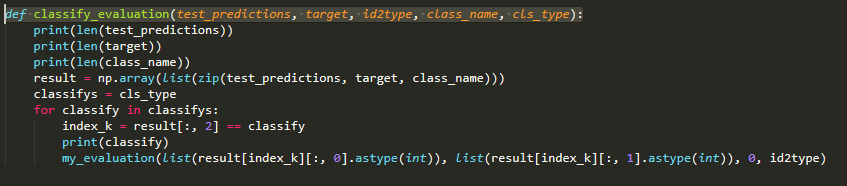 def classify_evaluation(test_predictions, target, id2type, class_name, cls_type):
    print(len(test_predictions))
    print(len(target))
    print(len(class_name))
    result = np.array(list(zip(test_predictions, target, class_name)))
    classifys = cls_type
    for classify in classifys:
        index_k = result[:, 2] == classify
        print(classify)
        my_evaluation(list(result[index_k][:, 0].astype(int)), list(result[index_k][:, 1].astype(int)), 0, id2type)